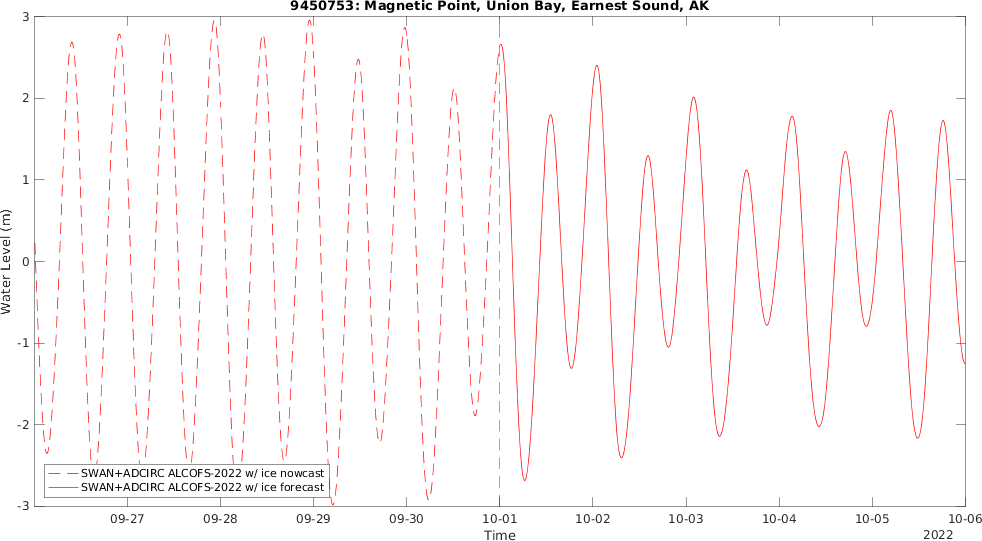 9450753: Magnetic Point, Union Bay, Earnest Sound, AK
3
2
1
0
-1
-2
-3
Water Level (m)
SWAN+ADCIRC ALCOFS-2022 w/ ice nowcast
SWAN+ADCIRC ALCOFS-2022 w/ ice forecast
09-27 09-28 09-29 09-30 10-01 10-02 10-03 10-04 10-05 10-06
Time
2022